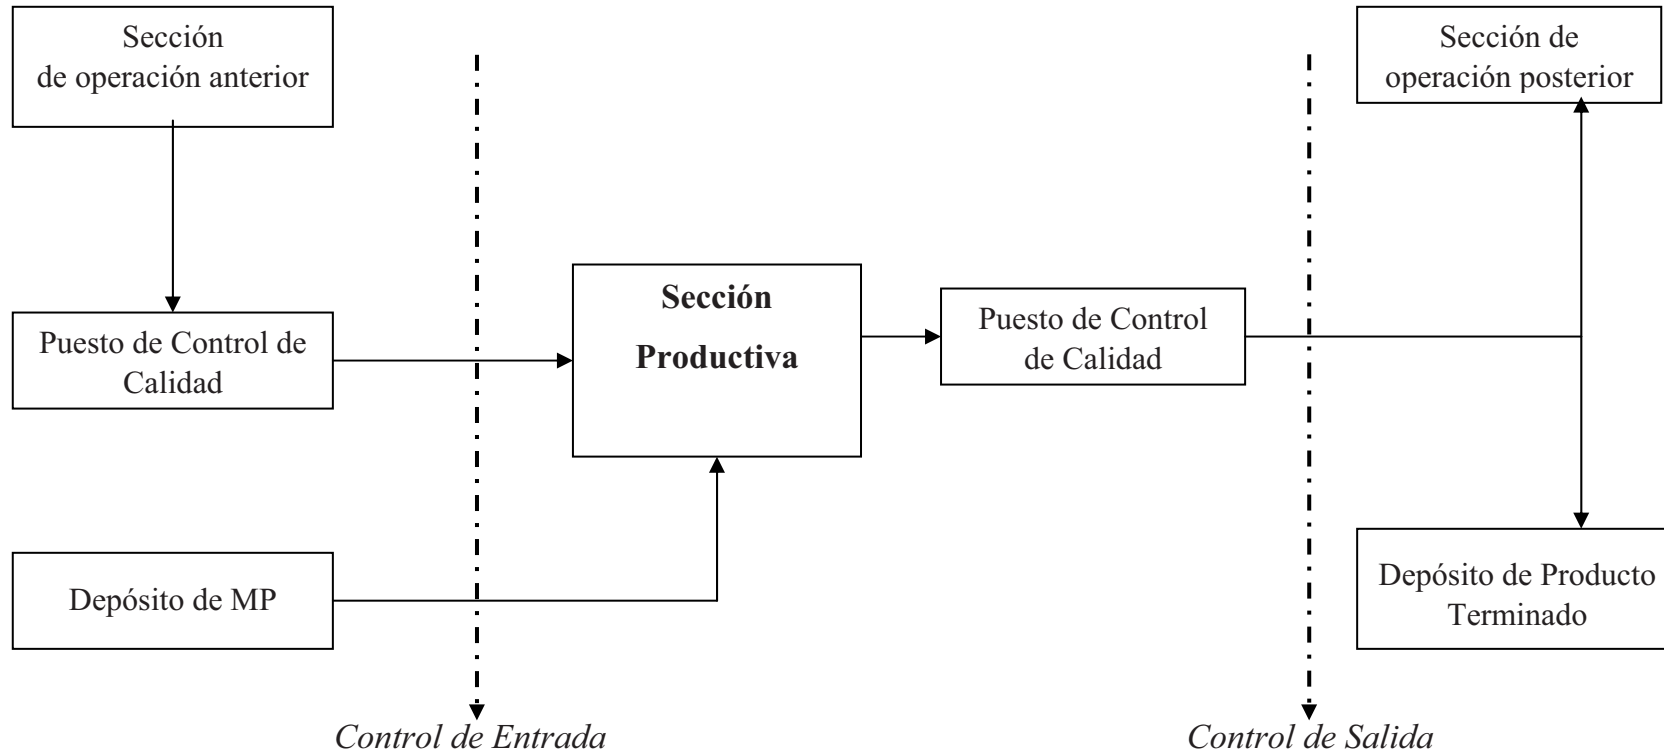 Sección
de operación anterior
Sección de
operación posterior
Sección
Productiva
Puesto de Control
de Calidad
Puesto de Control de
Calidad
Depósito de MP
Depósito de Producto
Terminado
Control de Entrada
Control de Salida